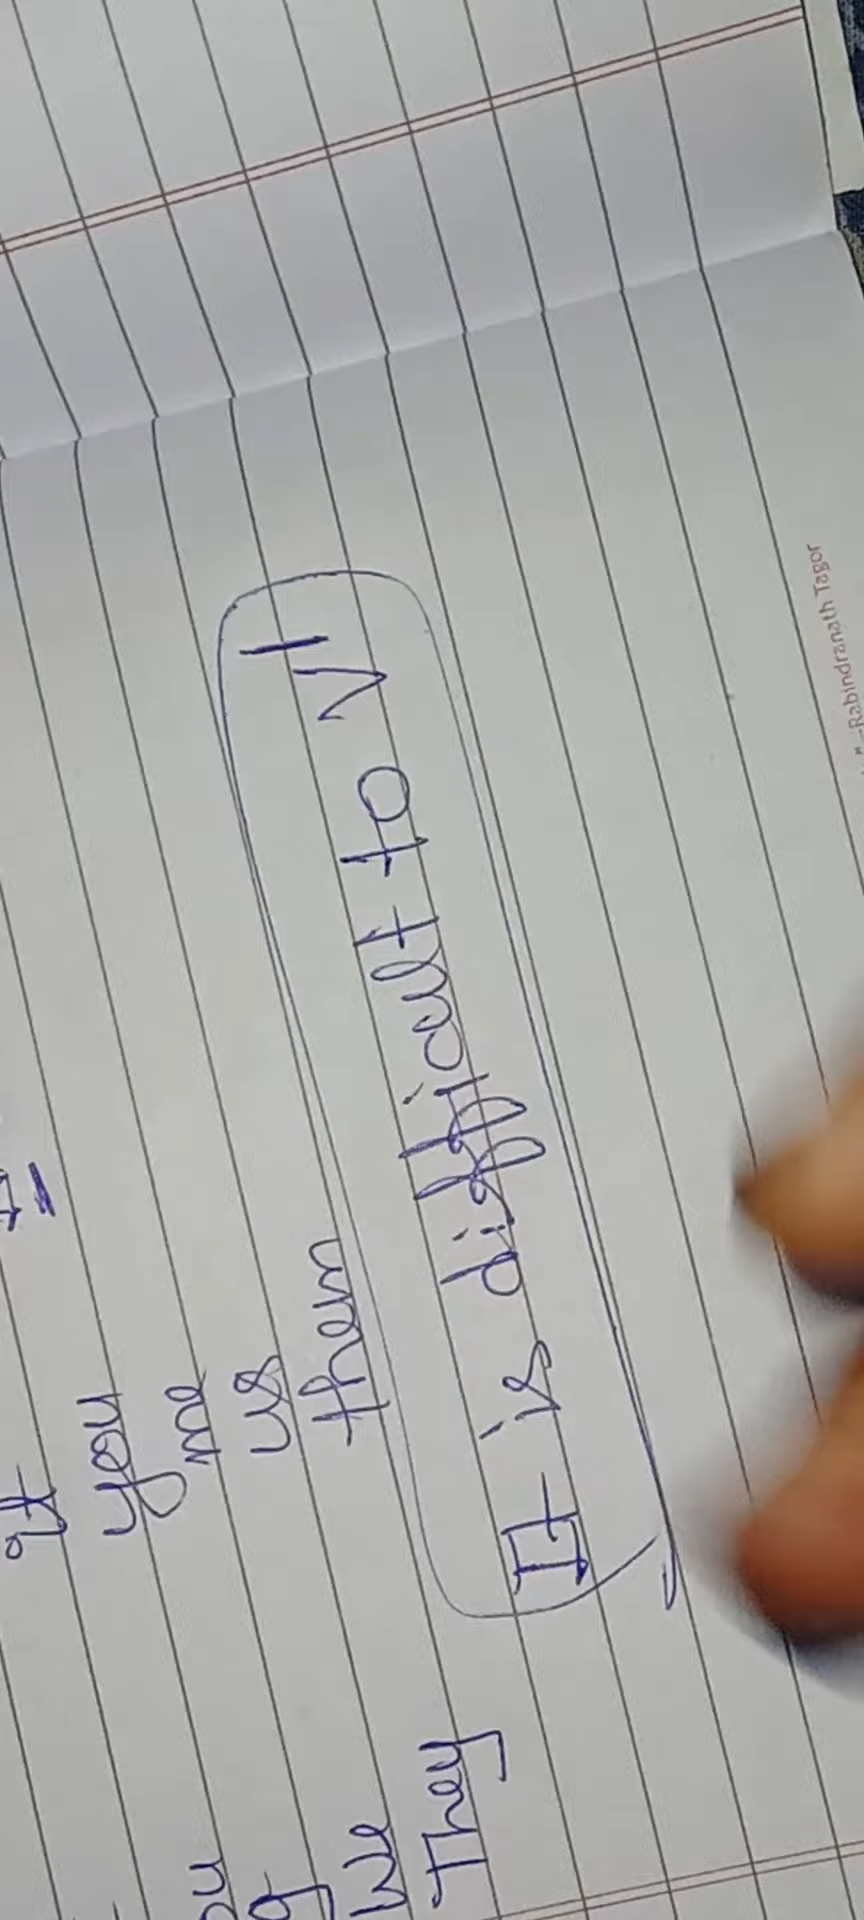 it
you
I me
We us
They them
It is difficult to V1
" –Rabindranath Tagor